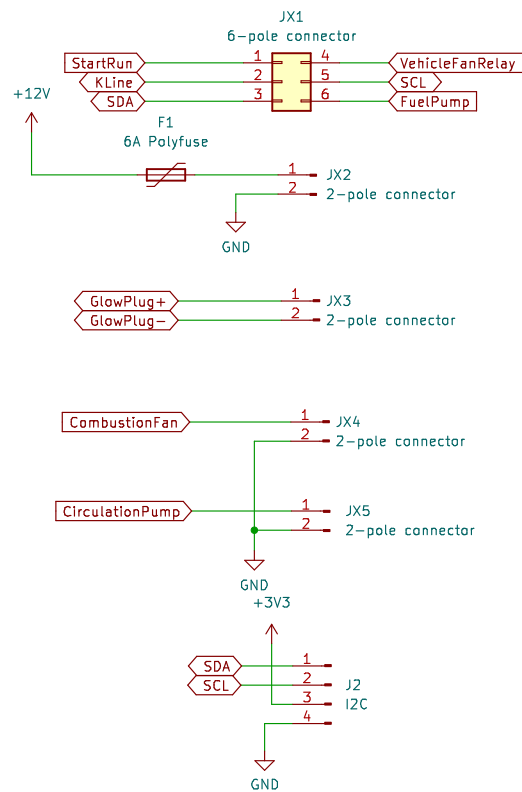 JX1
6-pole connector
StartRun 1 4 VehicleFanRelay
KLine 2 5 SCL
SDA 3 6 FuelPump
+12V
F1
6A Polyfuse
1 JX2
2 2-pole connector
GND
GlowPlug+ 1 JX3
GlowPlug- 2 2-pole connector
CombustionFan 1 JX4
2 2-pole connector
CirculationPump 1 JX5
2 2-pole connector
GND
+3V3
SDA 1
SCL 2 J2
3 I2C
4
GND